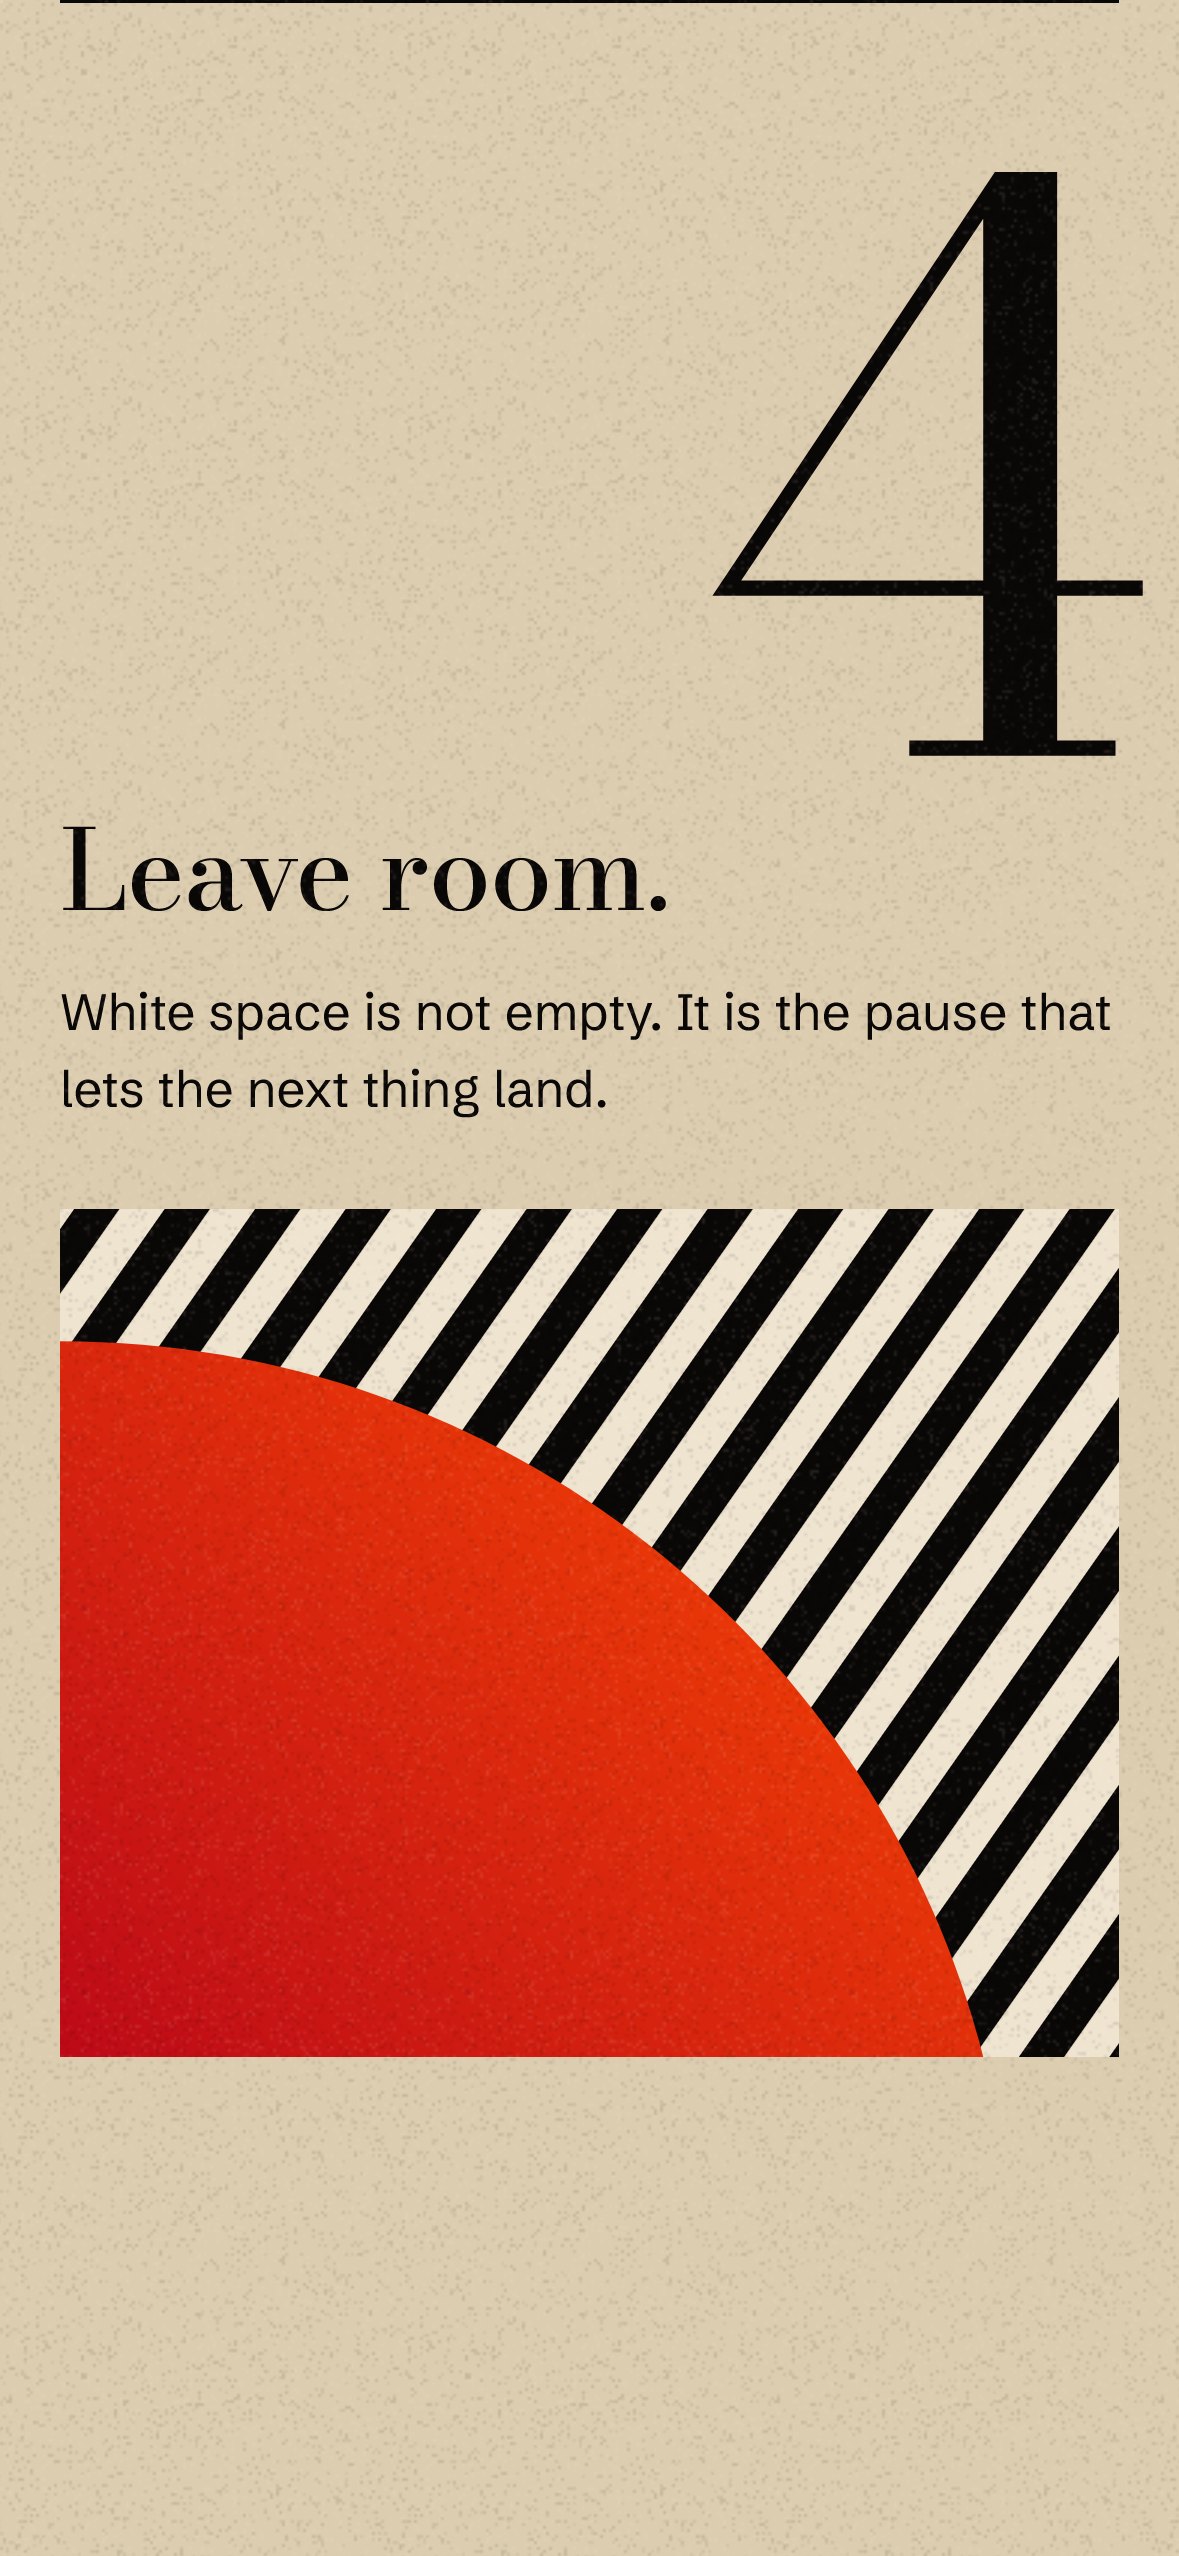 4
Leave room.
White space is not empty. It is the pause that
lets the next thing land.